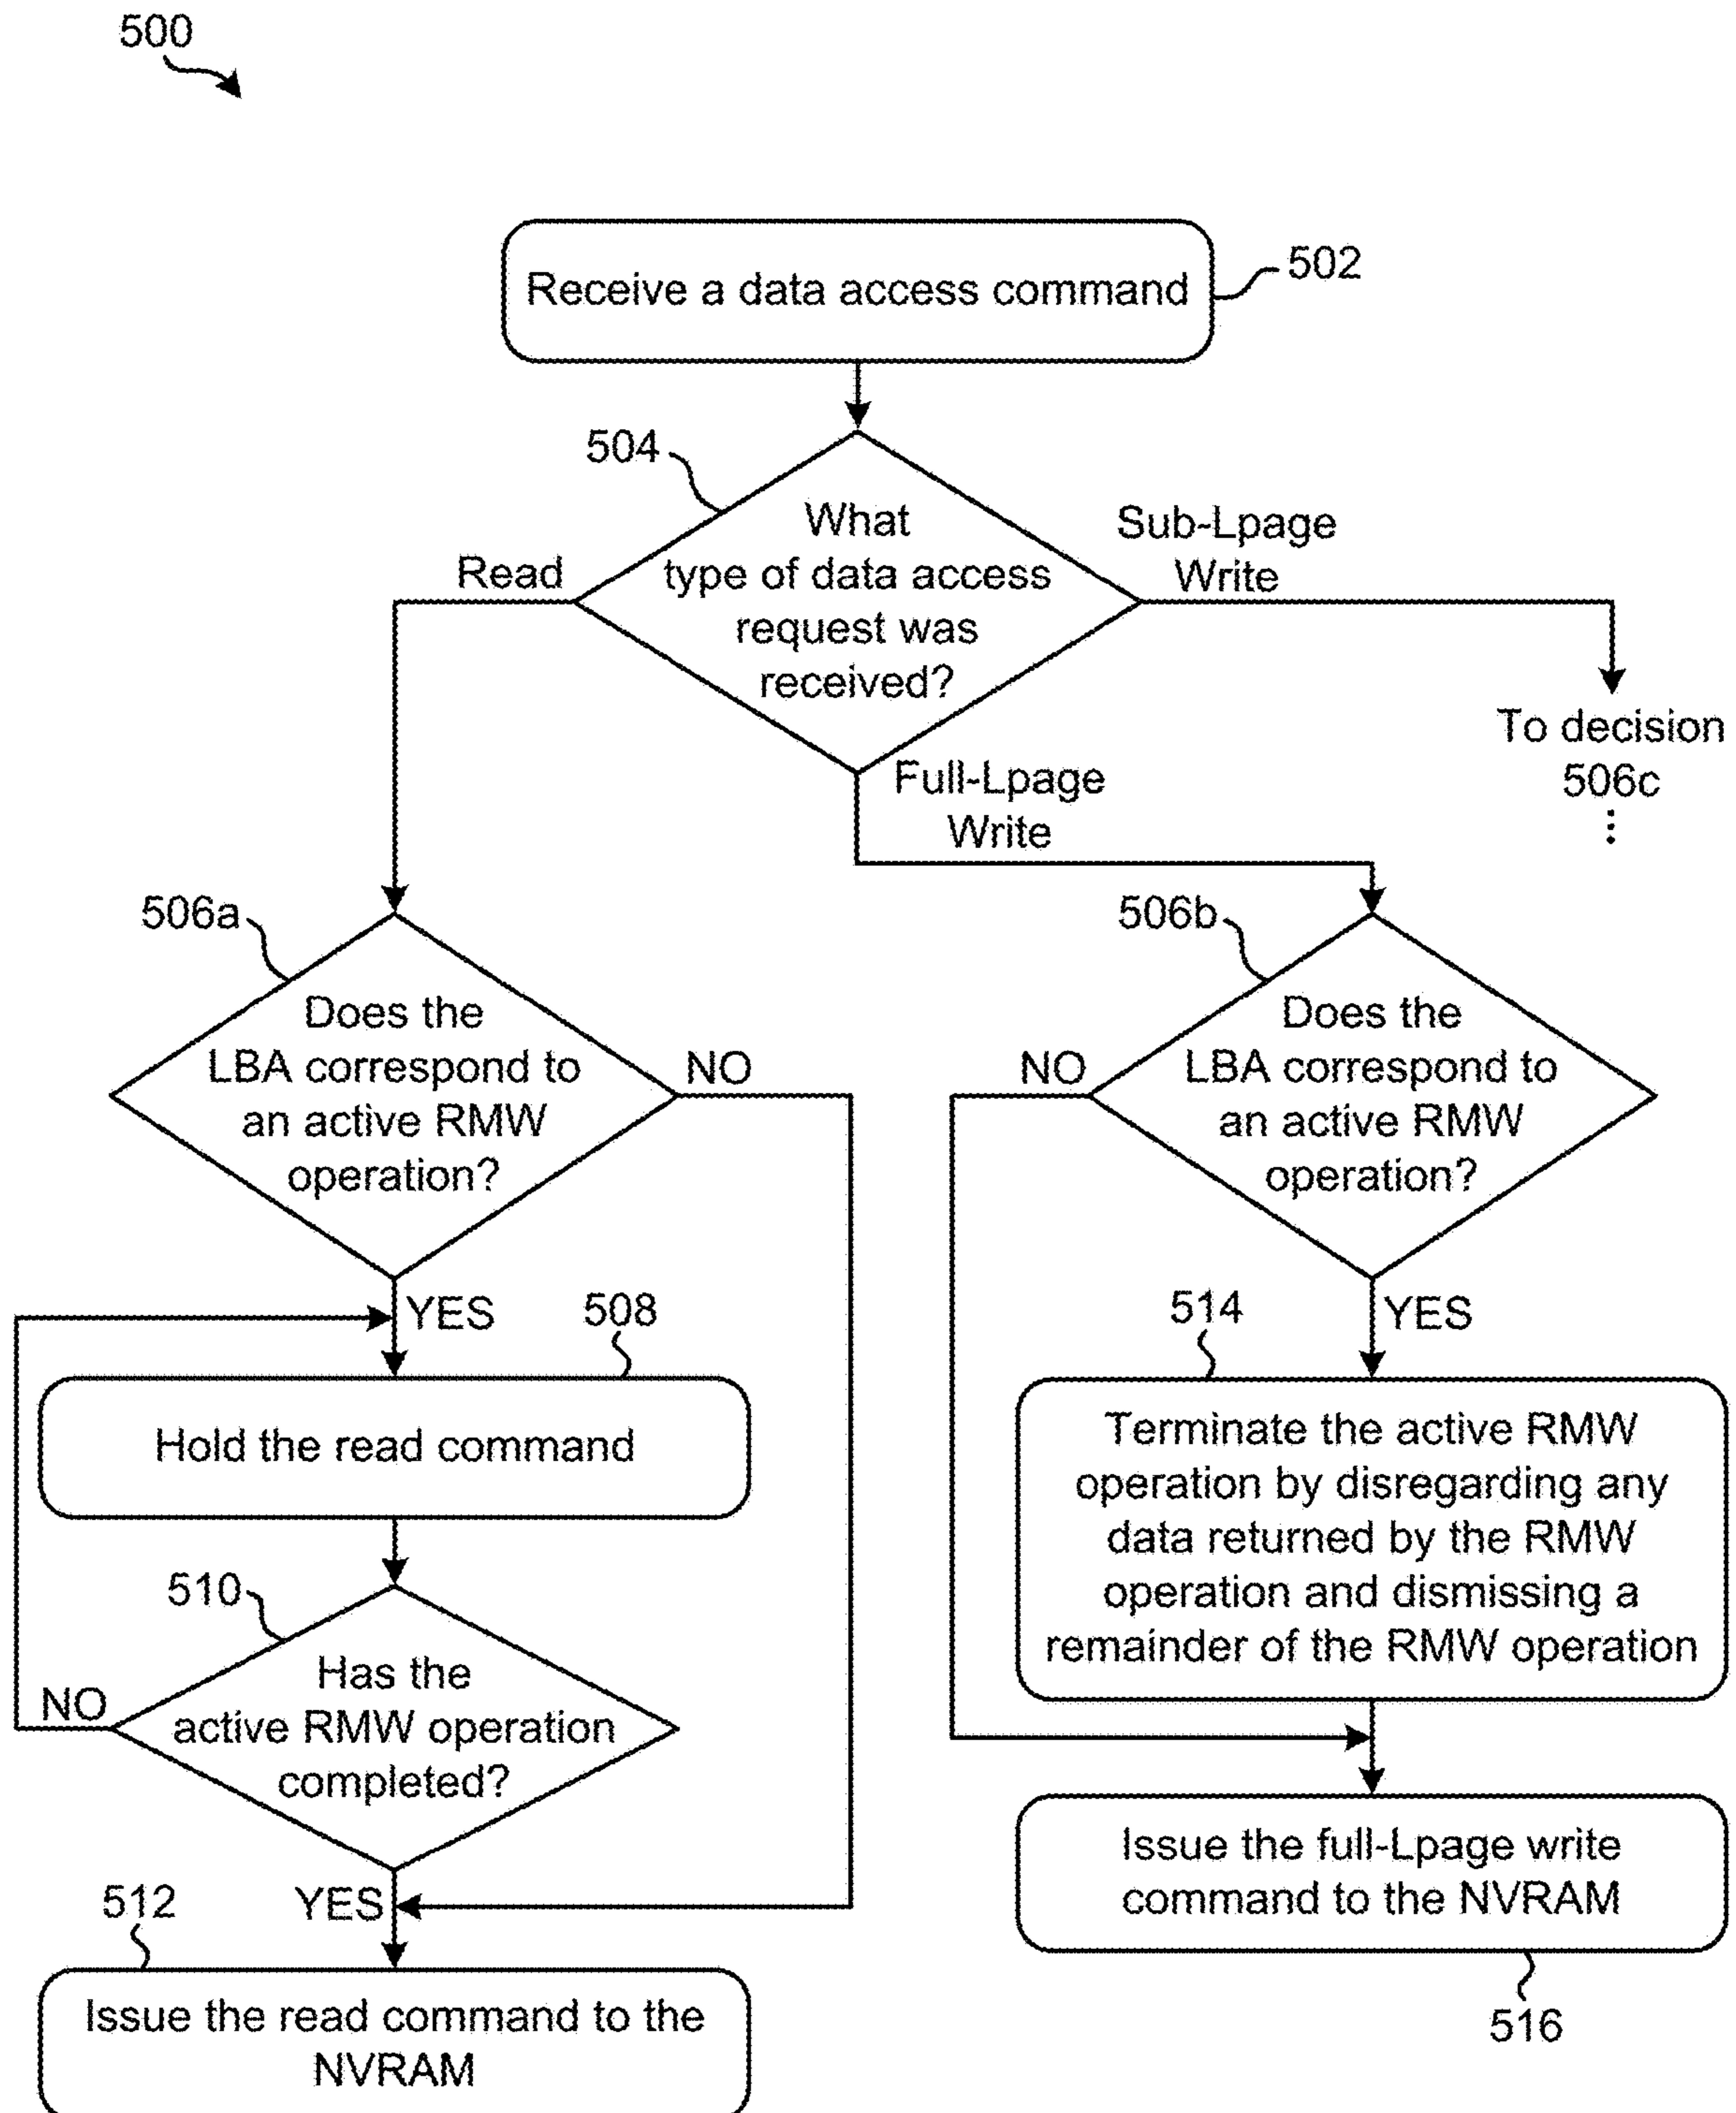 500
Receive a data access command
502
504
What
type of data access
request was
received?
Read
Sub-Lpage
Write
To decision
506c
⋮
Full-Lpage
Write
506a
Does the
LBA correspond to
an active RMW
operation?
NO
YES
506b
Does the
LBA correspond to
an active RMW
operation?
NO
YES
508
Hold the read command
510
Has the
active RMW operation
completed?
NO
YES
512
Issue the read command to the
NVRAM
514
Terminate the active RMW
operation by disregarding any
data returned by the RMW
operation and dismissing a
remainder of the RMW operation
Issue the full-Lpage write
command to the NVRAM
516